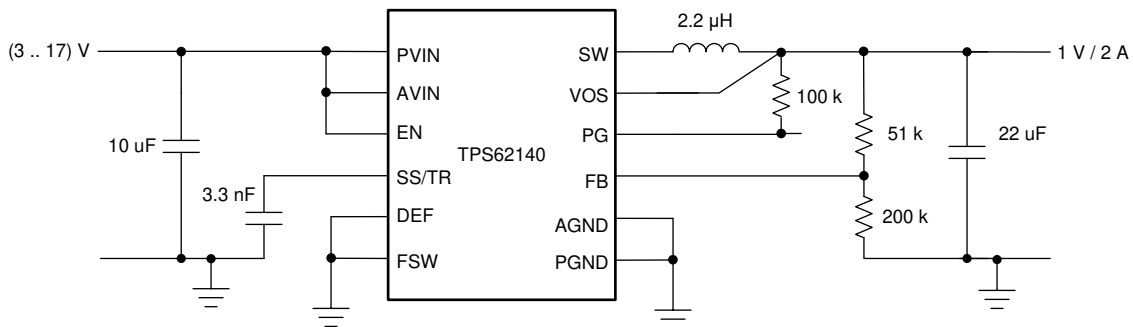 2.2 µH
(3 .. 17) V
PVIN
SW
1 V / 2 A
AVIN
VOS
100 k
EN
PG
10 uF
TPS62140
51 k
22 uF
SS/TR
FB
3.3 nF
DEF
AGND
200 k
FSW
PGND